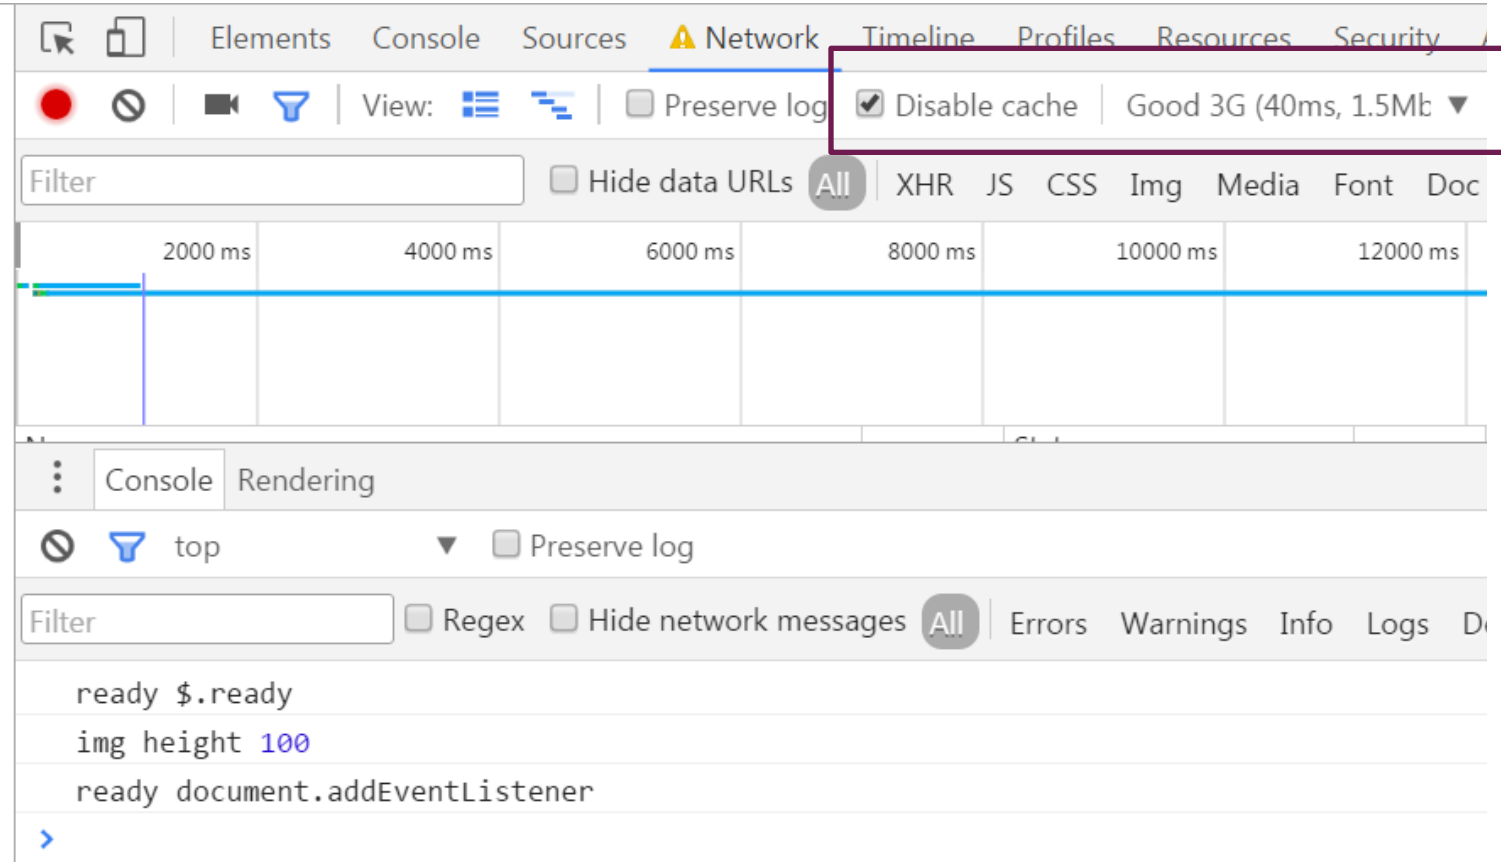 Elements Console Sources Network Timeline Profiles Resources Security
View: Preserve log Disable cache Good 3G (40ms, 1.5Mb
Filter Hide data URLs All XHR JS CSS Img Media Font Doc
2000 ms 4000 ms 6000 ms 8000 ms 10000 ms 12000 ms
Console Rendering
top Preserve log
Filter Regex Hide network messages All Errors Warnings Info Logs
ready $.ready
img height 100
ready document.addEventListener